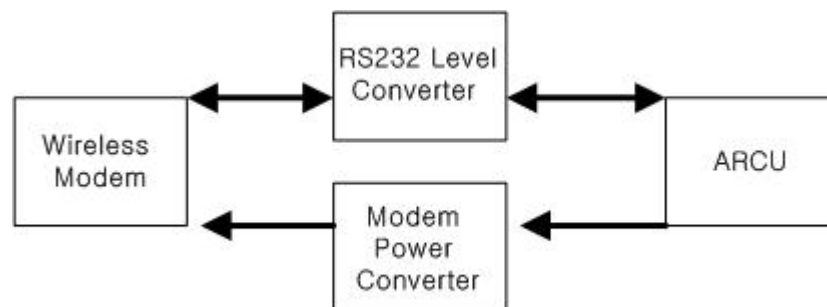 RS232 Level
Converter
Wireless
Modem
ARCU
Modem
Power
Converter